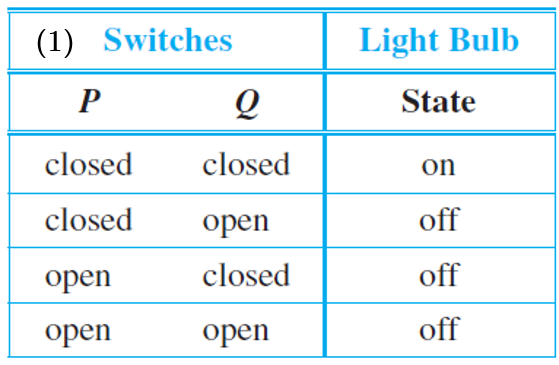 (1) Switches Light Bulb
P Q State
closed closed on
closed open off
open closed off
open open off